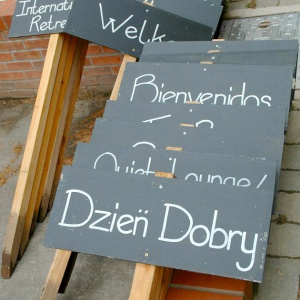 Internati
Retre
Welk
Bienvenidos
Quiet Lounge/
Dzień Dobry